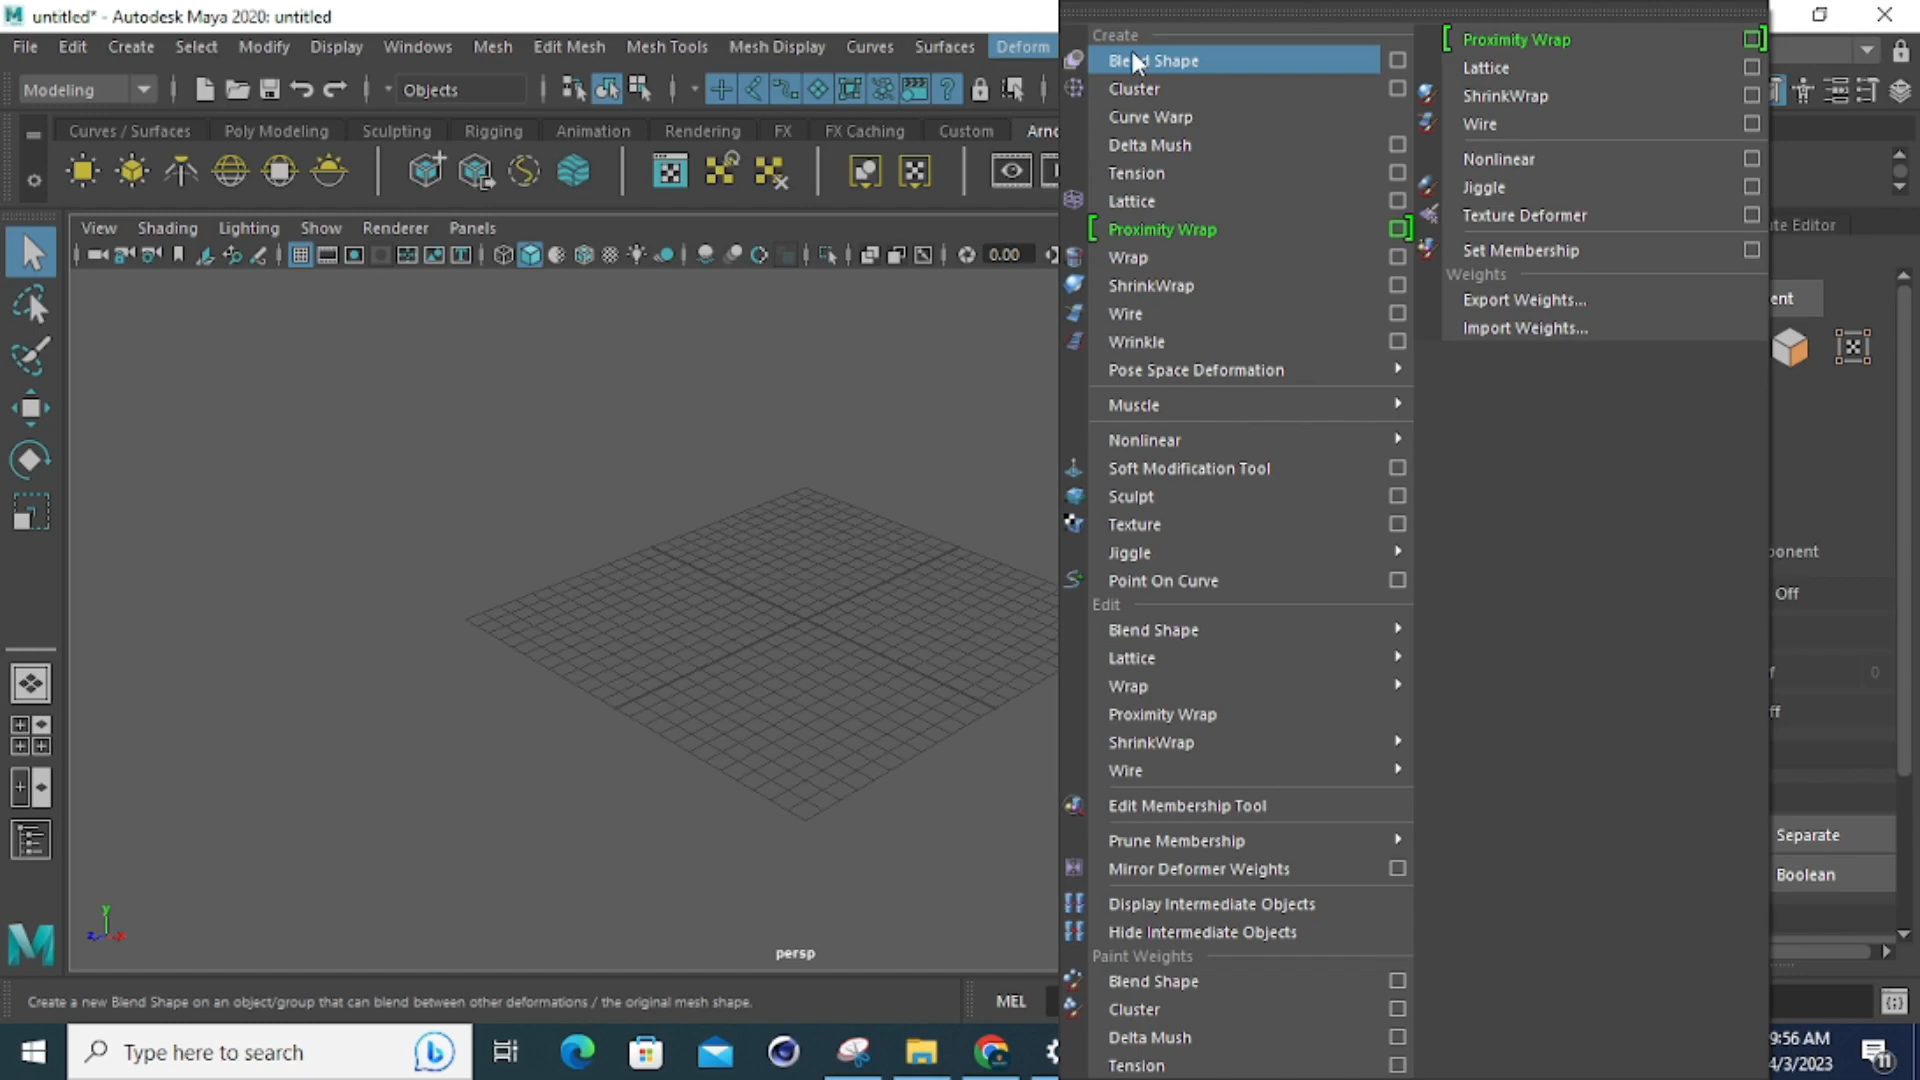 untitled* - Autodesk Maya 2020: untitled
File Edit Create Select Modify Display Windows Mesh Edit Mesh Mesh Tools Mesh Display Curves Surfaces Deform
Modeling Objects
Curves / Surfaces Poly Modeling Sculpting Rigging Animation Rendering FX FX Caching Custom
View Shading Lighting Show Renderer Panels
0.00
persp
Create a new Blend Shape on an object/group that can blend between other deformations / the original mesh shape.
MEL
Create
Blend Shape
Cluster
Curve Warp
Delta Mush
Tension
Lattice
Proximity Wrap
Wrap
ShrinkWrap
Wire
Wrinkle
Pose Space Deformation
Muscle
Nonlinear
Soft Modification Tool
Sculpt
Texture
Jiggle
Point On Curve
Edit
Blend Shape
Lattice
Wrap
Proximity Wrap
ShrinkWrap
Wire
Edit Membership Tool
Prune Membership
Mirror Deformer Weights
Display Intermediate Objects
Hide Intermediate Objects
Paint Weights
Blend Shape
Cluster
Delta Mush
Tension
Proximity Wrap
Lattice
ShrinkWrap
Wire
Nonlinear
Jiggle
Texture Deformer
Set Membership
Weights
Export Weights...
Import Weights...
Off
0
Separate
Boolean
Type here to search
9:56 AM
4/3/2023
11